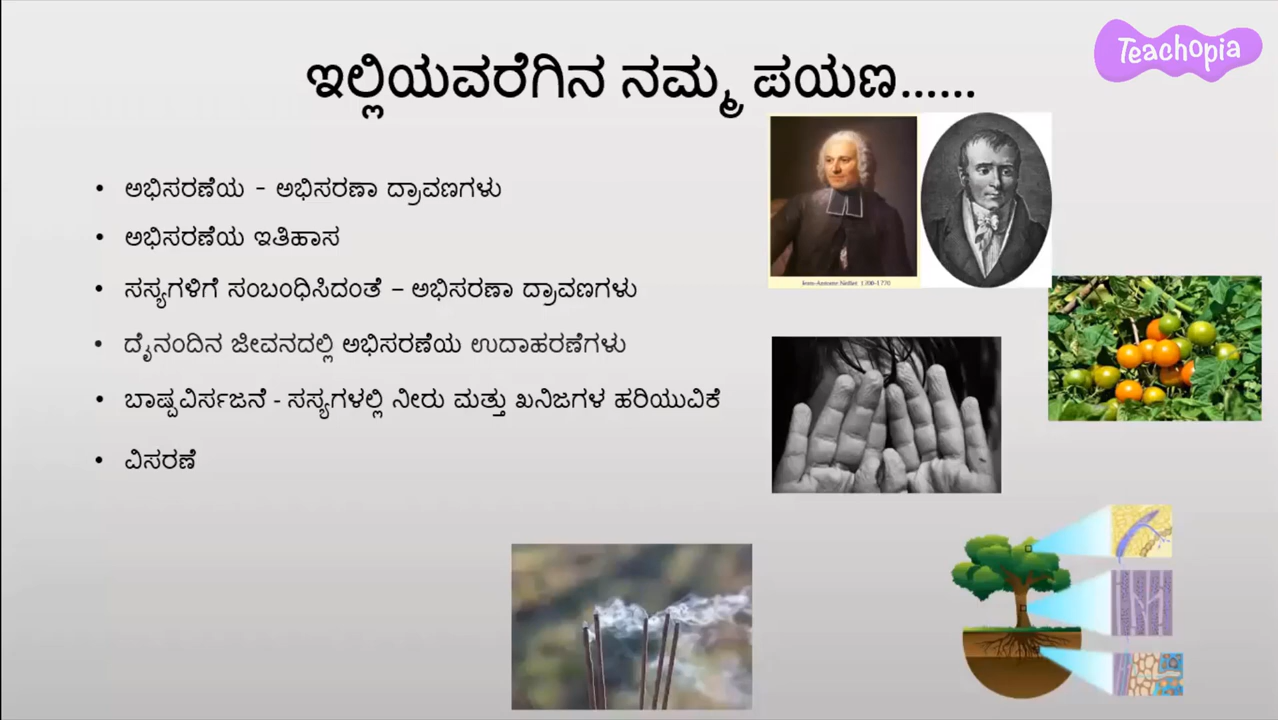 Teachopia
ಇಲ್ಲಿಯವರೆಗಿನ ನಮ್ಮ ಪಯಣ......
• ಅಭಿಸರಣೆಯ - ಅಭಿಸರಣಾ ದ್ರಾವಣಗಳು
• ಅಭಿಸರಣೆಯ ಇತಿಹಾಸ
• ಸಸ್ಯಗಳಿಗೆ ಸಂಬಂಧಿಸಿದಂತೆ – ಅಭಿಸರಣಾ ದ್ರಾವಣಗಳು
• ದೈನಂದಿನ ಜೀವನದಲ್ಲಿ ಅಭಿಸರಣೆಯ ಉದಾಹರಣೆಗಳು
• ಬಾಷ್ಪವಿರ್ಸಜನೆ - ಸಸ್ಯಗಳಲ್ಲಿ ನೀರು ಮತ್ತು ಖನಿಜಗಳ ಹರಿಯುವಿಕೆ
• ವಿಸರಣೆ
Jean-Antoine Nollet 1700-1770